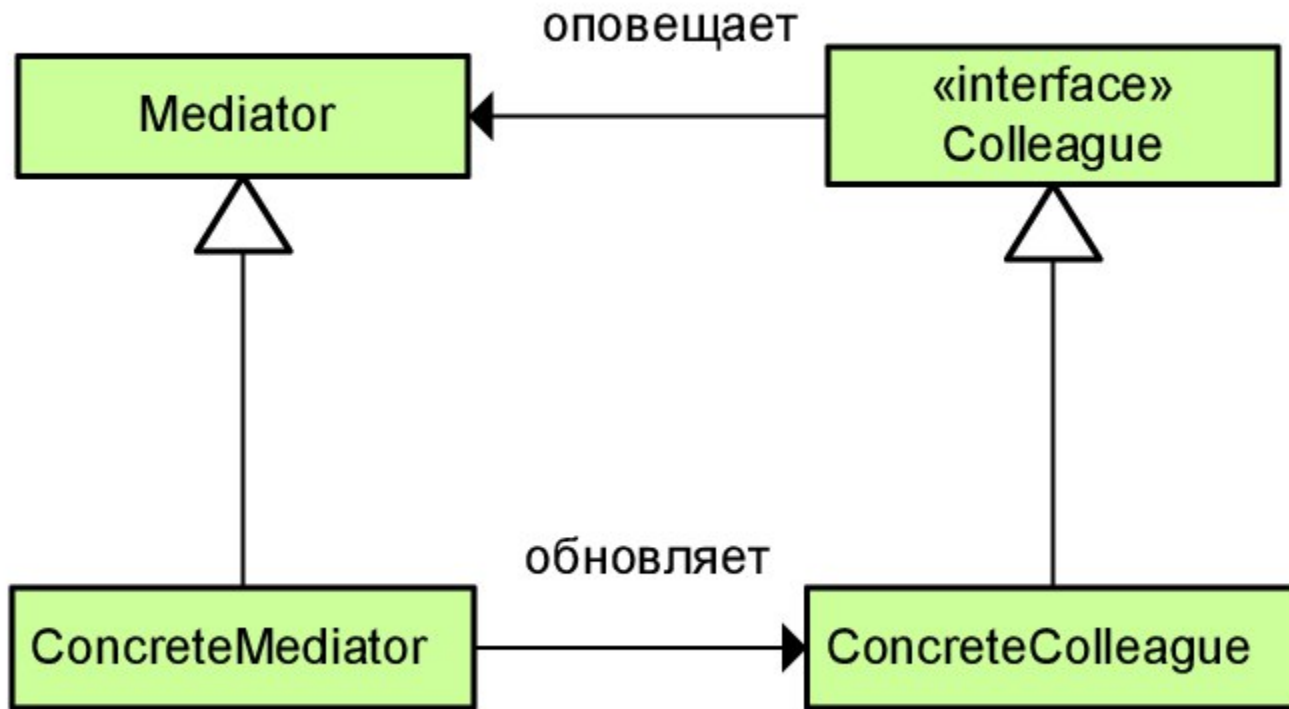 оповещает
Mediator
«interface»
Colleague
обновляет
ConcreteMediator
ConcreteColleague